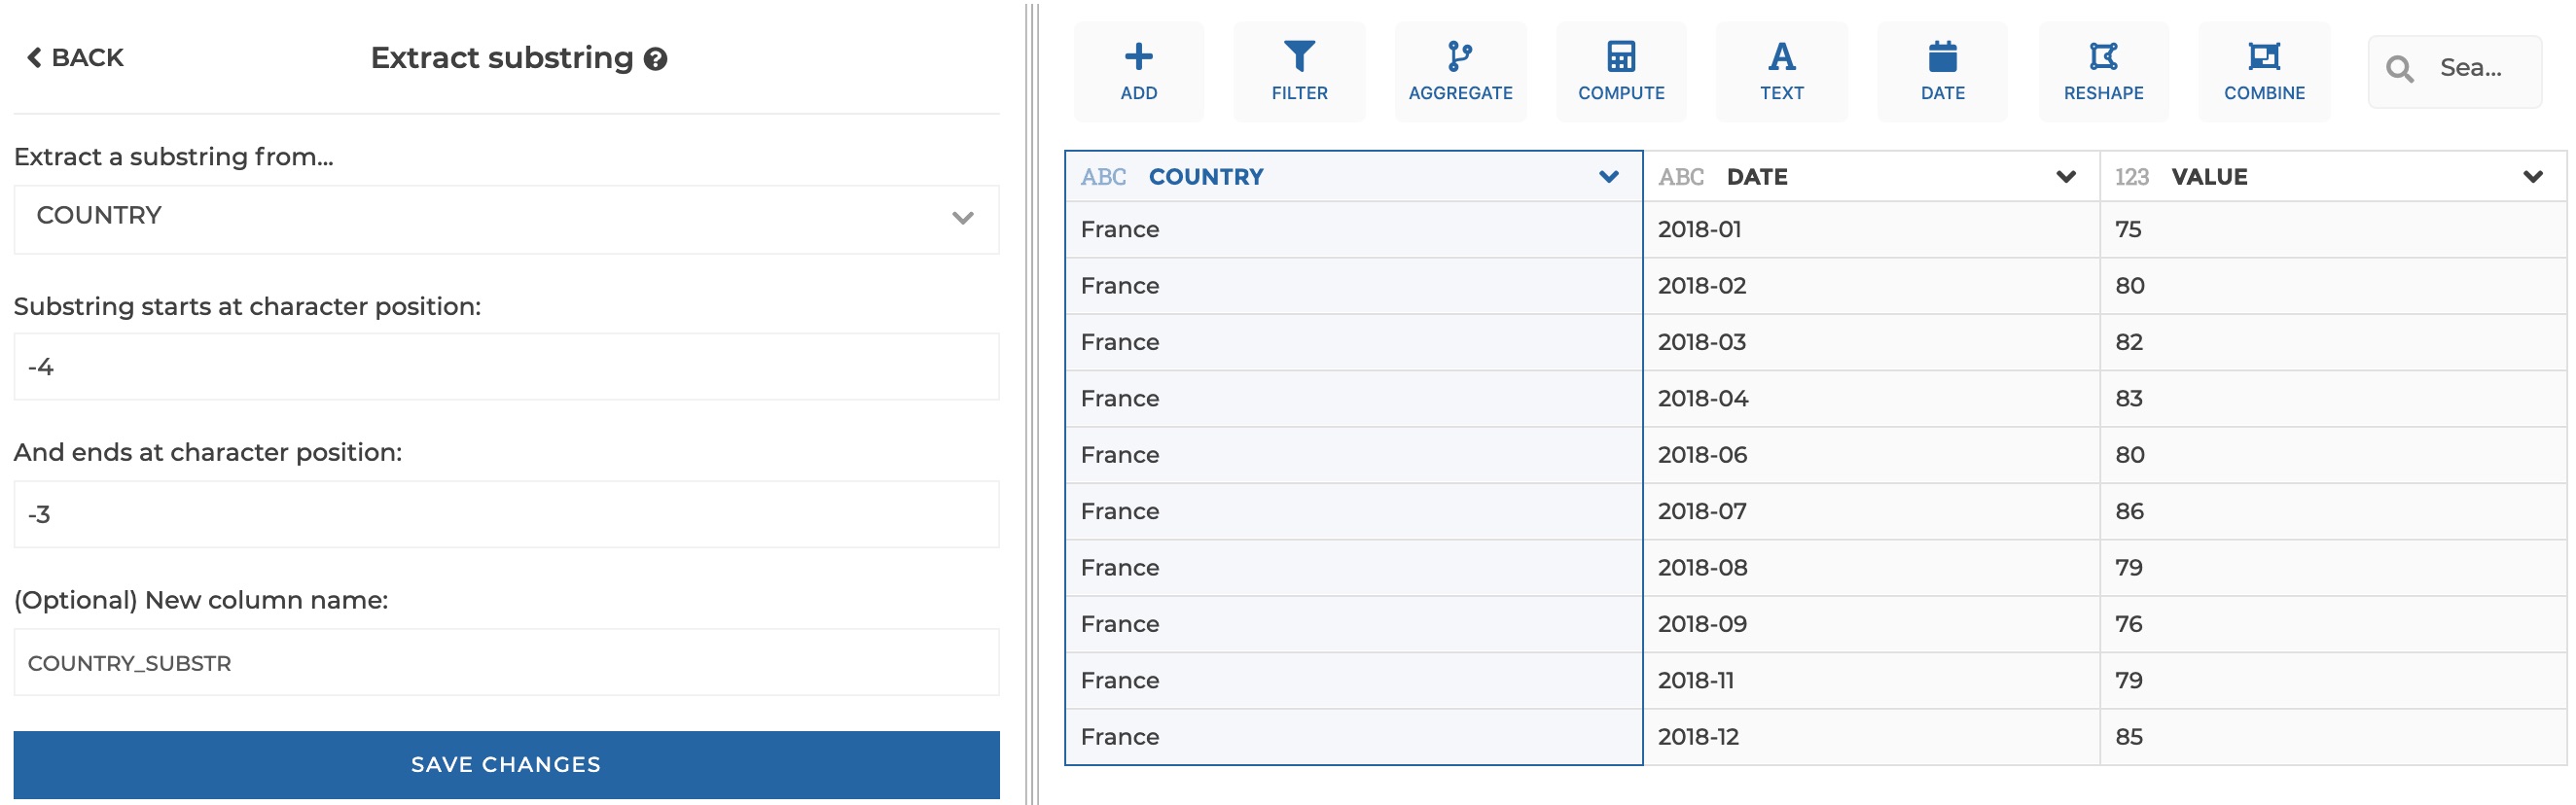 BACK
Extract substring
Extract a substring from...
COUNTRY
Substring starts at character position:
-4
And ends at character position:
-3
(Optional) New column name:
COUNTRY_SUBSTR
SAVE CHANGES
ADD FILTER AGGREGATE COMPUTE TEXT DATE RESHAPE COMBINE Sea...
ABC COUNTRY ABC DATE 123 VALUE
France 2018-01 75
France 2018-02 80
France 2018-03 82
France 2018-04 83
France 2018-06 80
France 2018-07 86
France 2018-08 79
France 2018-09 76
France 2018-11 79
France 2018-12 85